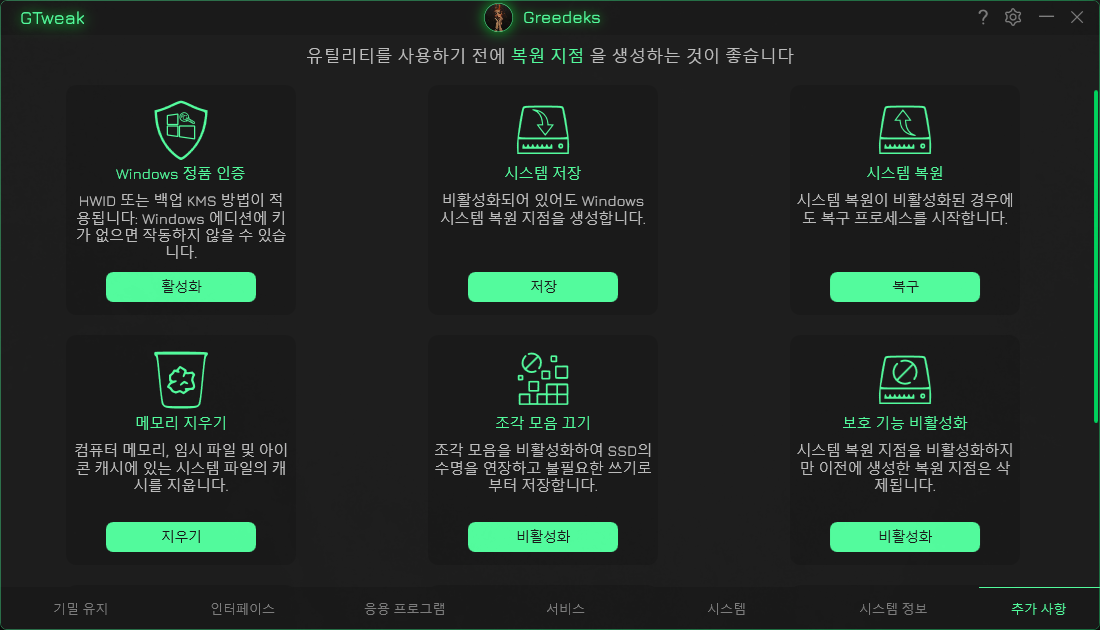 GTweak
Greedeks
?
유틸리티를 사용하기 전에 복원 지점 을 생성하는 것이 좋습니다
Windows 정품 인증
HWID 또는 백업 KMS 방법이 적
용됩니다: Windows 에디션에 키
가 없으면 작동하지 않을 수 있습
니다.
활성화
시스템 저장
비활성화되어 있어도 Windows
시스템 복원 지점을 생성합니다.
저장
시스템 복원
시스템 복원이 비활성화된 경우에
도 복구 프로세스를 시작합니다.
복구
메모리 지우기
컴퓨터 메모리, 임시 파일 및 아이
콘 캐시에 있는 시스템 파일의 캐
시를 지웁니다.
지우기
조각 모음 끄기
조각 모음을 비활성화하여 SSD의
수명을 연장하고 불필요한 쓰기로
부터 저장합니다.
비활성화
보호 기능 비활성화
시스템 복원 지점을 비활성화하지
만 이전에 생성한 복원 지점은 삭
제됩니다.
비활성화
기밀 유지
인터페이스
응용 프로그램
서비스
시스템
시스템 정보
추가 사항